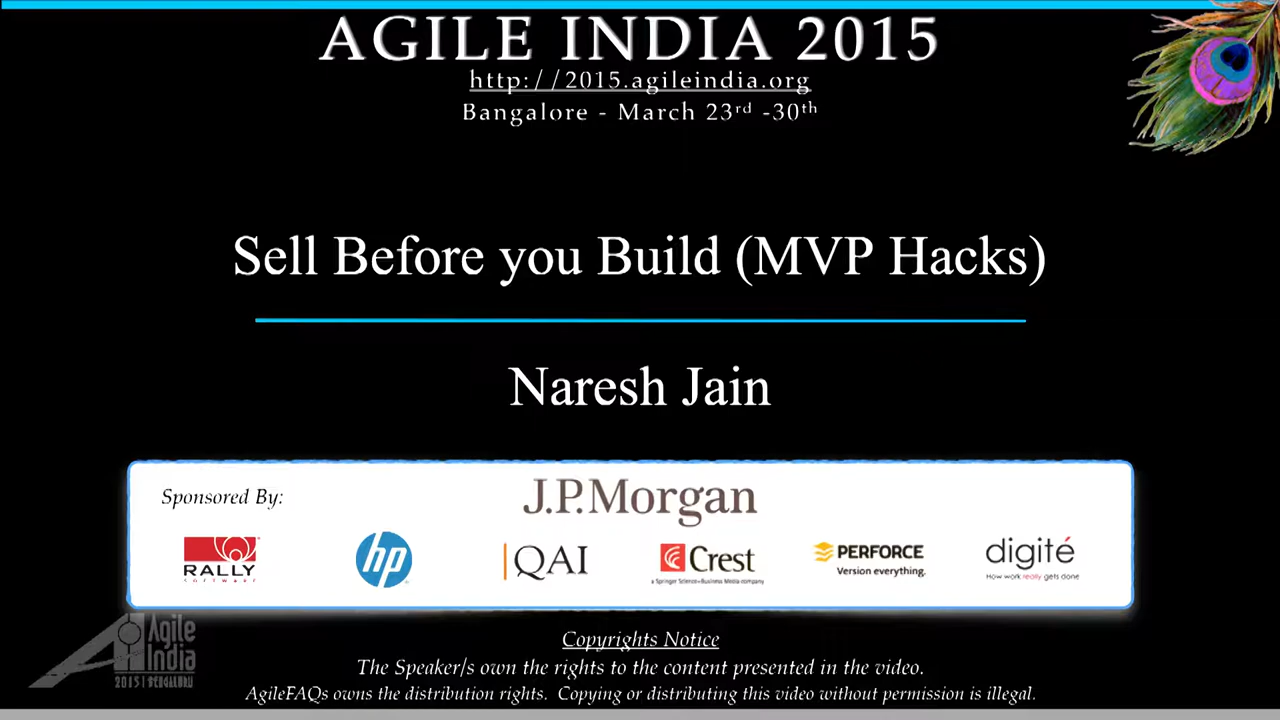 AGILE INDIA 2015
http://2015.agileindia.org
Bangalore - March 23rd -30th
Sell Before you Build (MVP Hacks)
Naresh Jain
Sponsored By:
J.P.Morgan
RALLY
SOFTWARE
hp
QAI
Crest
a Springer Science+Business Media company
PERFORCE
Version everything.
digité
How work really gets done
Agile
India
2015 | BENGALURU
Copyrights Notice
The Speaker/s own the rights to the content presented in the video.
AgileFAQs owns the distribution rights. Copying or distributing this video without permission is illegal.